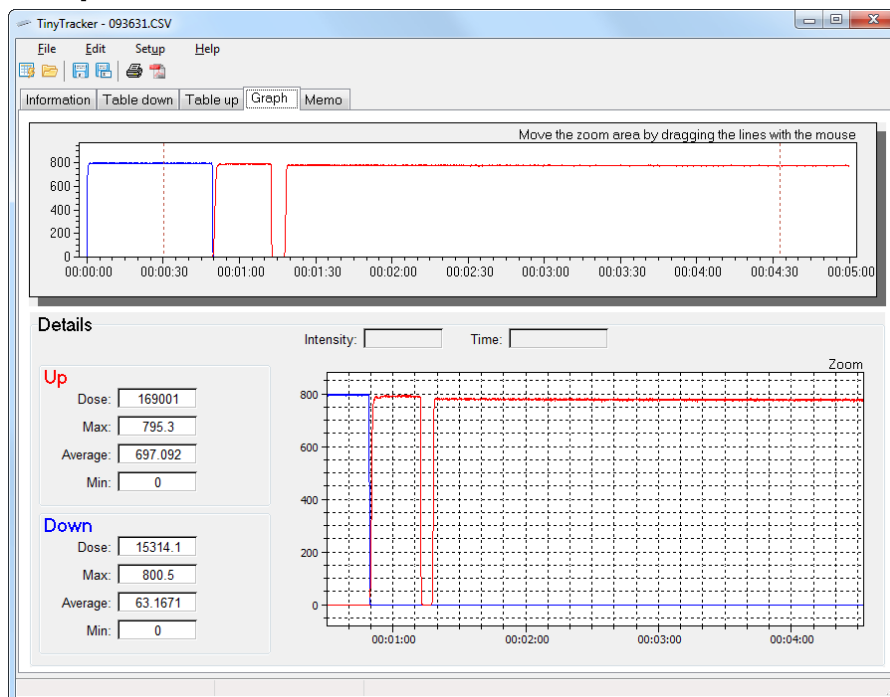 TinyTracker - 093631.CSV
File Edit Setup Help
Information Table down Table up Graph Memo
Move the zoom area by dragging the lines with the mouse
800
600
400
200
0
00:00:00 00:00:30 00:01:00 00:01:30 00:02:00 00:02:30 00:03:00 00:03:30 00:04:00 00:04:30 00:05:00
Details
Intensity: Time:
Zoom
Up
Dose: 169001
Max: 795.3
Average: 697.092
Min: 0
Down
Dose: 15314.1
Max: 800.5
Average: 63.1671
Min: 0
800
600
400
200
0
00:01:00 00:02:00 00:03:00 00:04:00